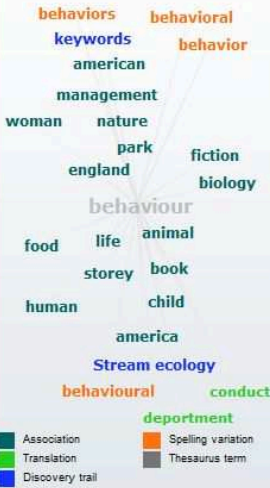 behaviors behavioral
keywords behavior
american
management
woman nature
park
england fiction
biology
behaviour
food life animal
storey book
human child
america
Stream ecology
behavioural conduct
deportment
Association Spelling variation
Translation Thesaurus term
Discovery trail